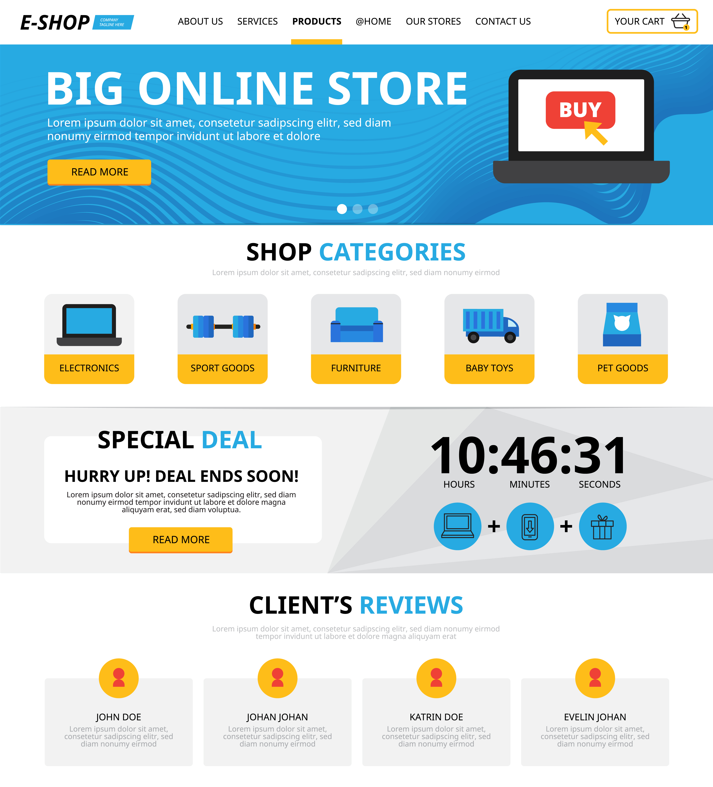 E-SHOP
COMPANY
TAGLINE HERE
ABOUT US
SERVICES
PRODUCTS
@HOME
OUR STORES
CONTACT US
YOUR CART
1
BIG ONLINE STORE
Lorem ipsum dolor sit amet, consetetur sadipscing elitr, sed diam
nonumy eirmod tempor invidunt ut labore et dolore
READ MORE
BUY
SHOP CATEGORIES
Lorem ipsum dolor sit amet, consetetur sadipscing elitr, sed diam nonumy eirmod
ELECTRONICS
SPORT GOODS
FURNITURE
BABY TOYS
PET GOODS
SPECIAL DEAL
HURRY UP! DEAL ENDS SOON!
Lorem ipsum dolor sit amet, consetetur sadipscing elitr, sed diam
nonumy eirmod tempor invidunt ut labore et dolore magna
aliquyam erat, sed diam voluptua.
READ MORE
10:46:31
HOURS
MINUTES
SECONDS
+
+
CLIENT’S REVIEWS
Lorem ipsum dolor sit amet, consetetur sadipscing elitr, sed diam nonumy eirmod
tempor invidunt ut labore et dolore magna aliquyam erat
JOHN DOE
Lorem ipsum dolor sit amet,
consetetur sadipscing elitr, sed
diam nonumy eirmod
JOHAN JOHAN
Lorem ipsum dolor sit amet,
consetetur sadipscing elitr, sed
diam nonumy eirmod
KATRIN DOE
Lorem ipsum dolor sit amet,
consetetur sadipscing elitr, sed
diam nonumy eirmod
EVELIN JOHAN
Lorem ipsum dolor sit amet,
consetetur sadipscing elitr, sed
diam nonumy eirmod